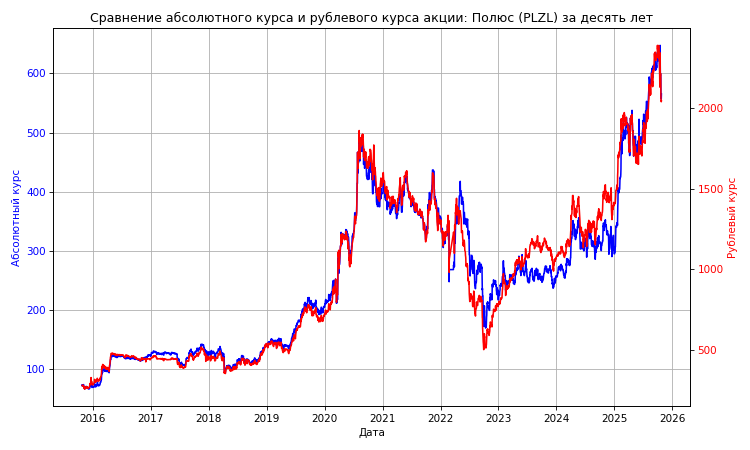 Сравнение абсолютного курса и рублевого курса акции: Полюс (PLZL) за десять лет
600
500
400
300
200
100
Абсолютный курс
2000
1500
1000
500
Рублевый курс
2016 2017 2018 2019 2020 2021 2022 2023 2024 2025 2026
Дата